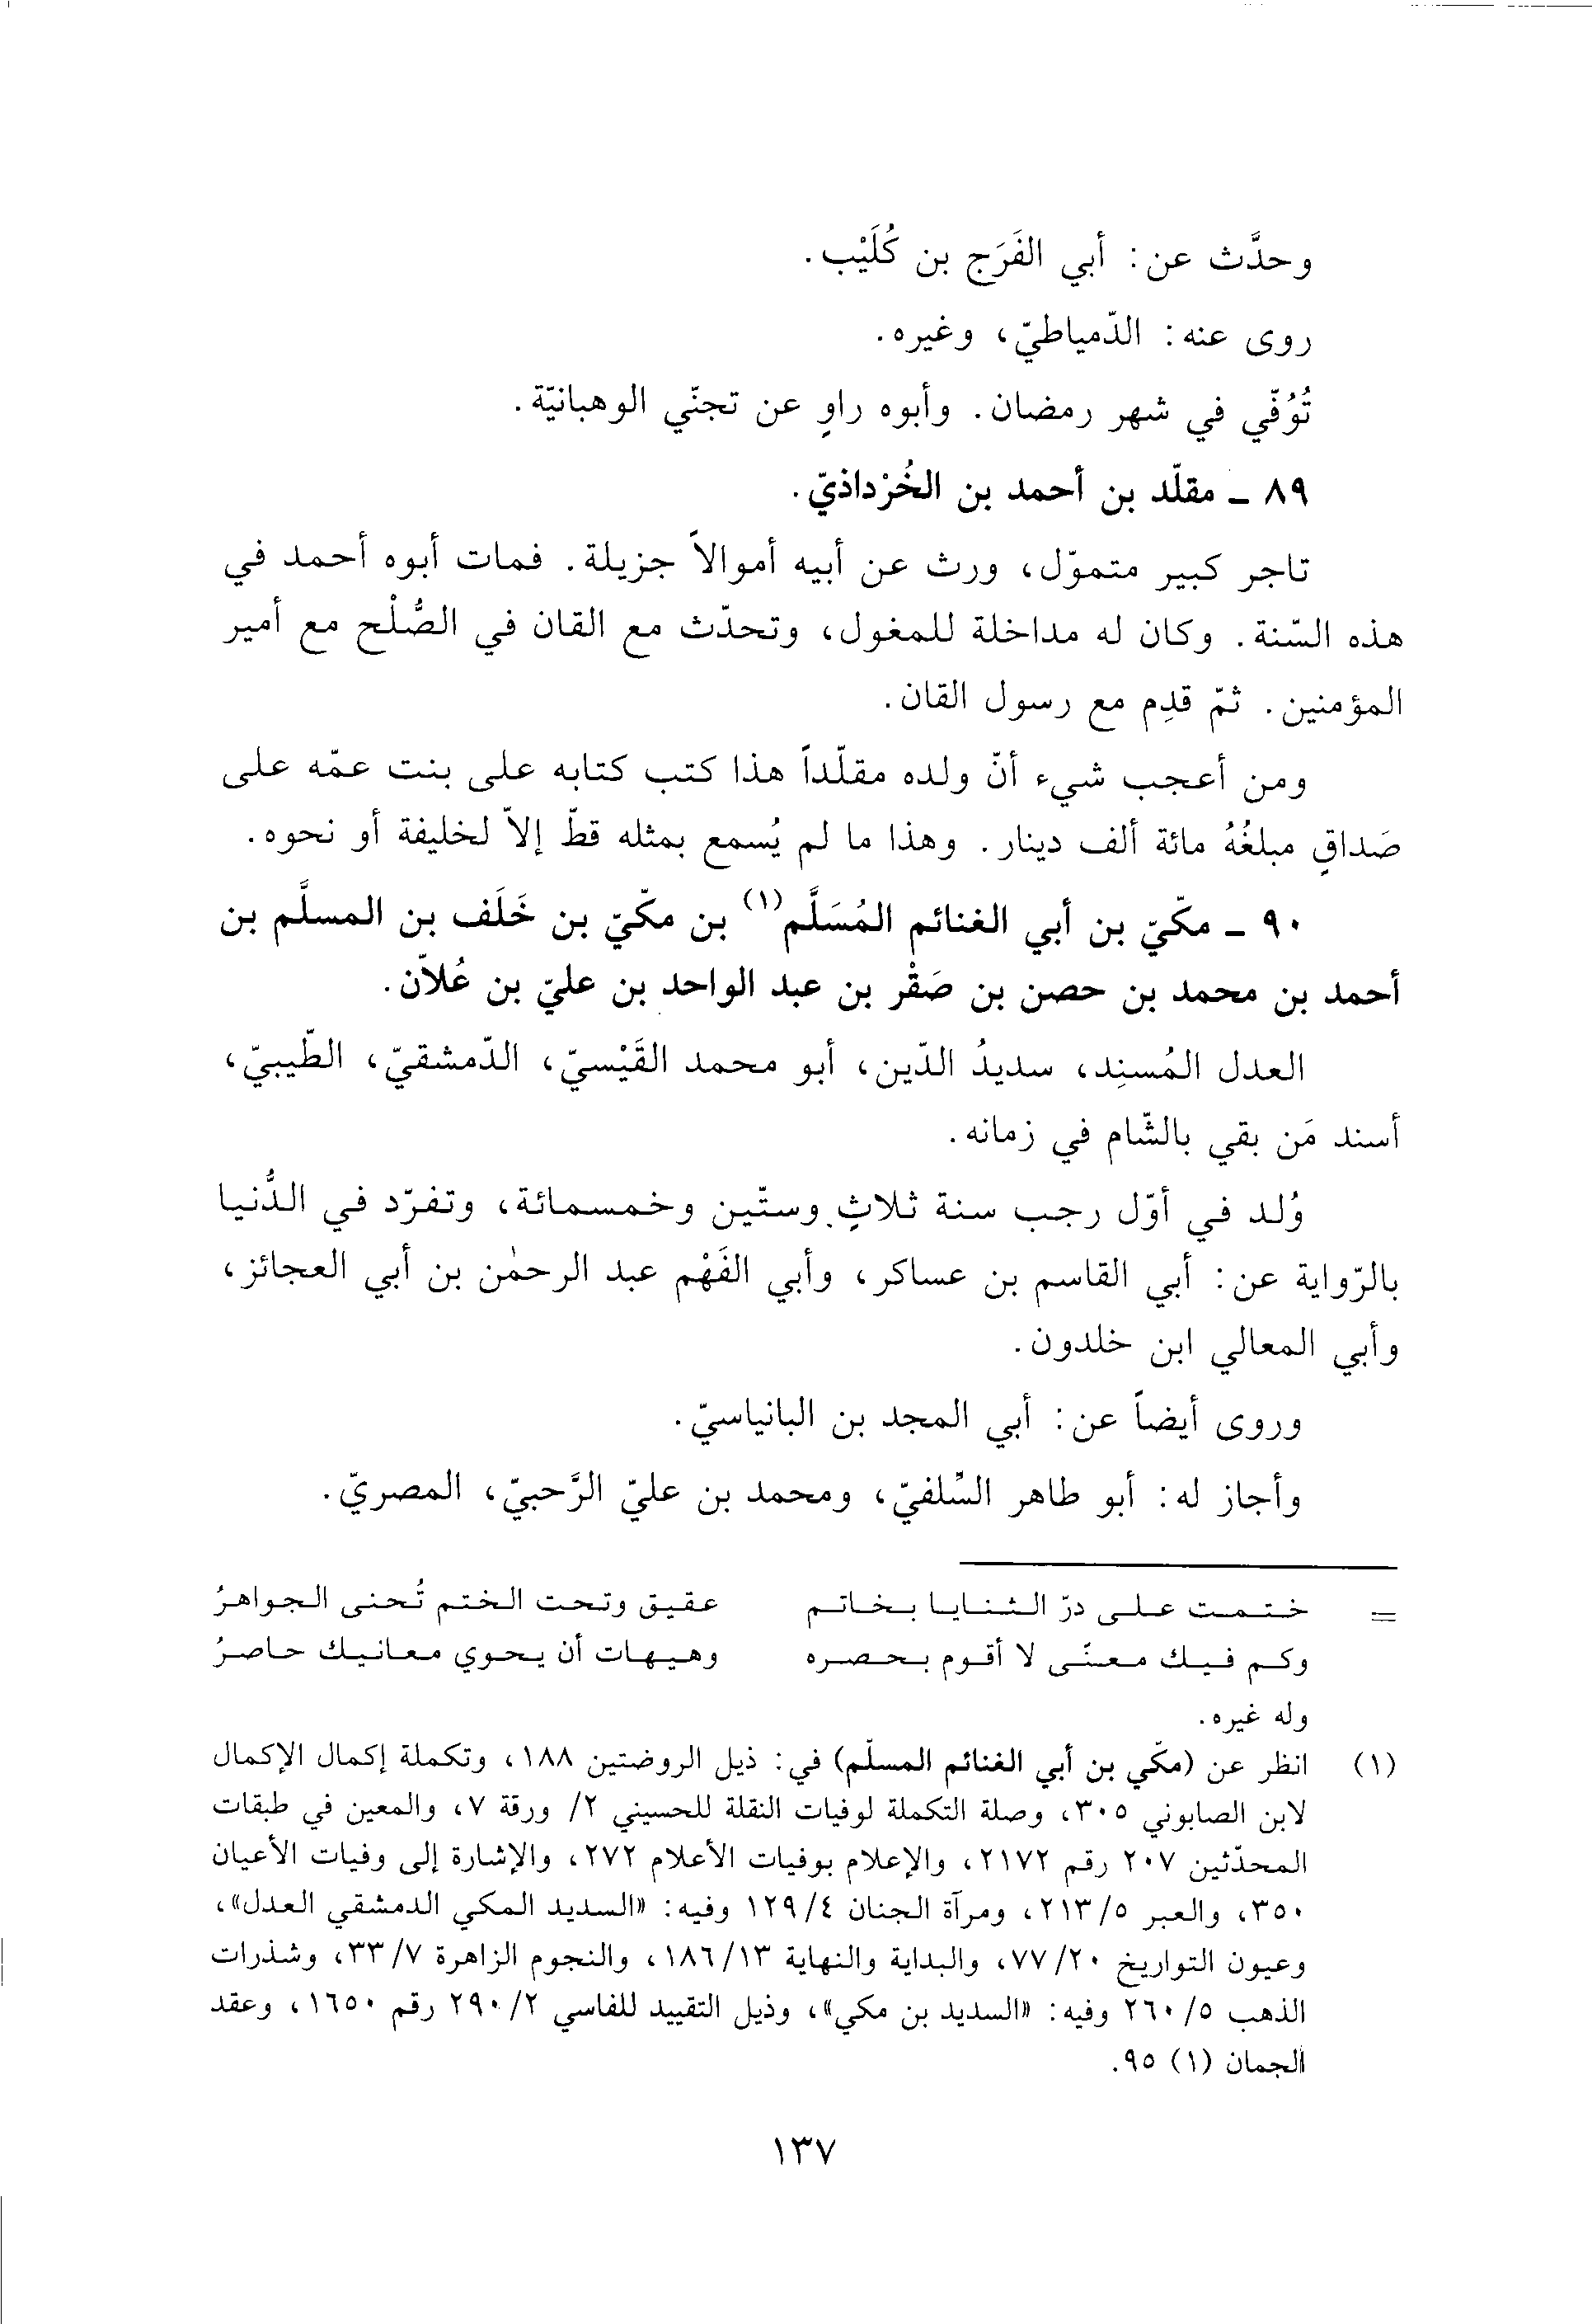 وحدَّث عن: أبي الفَرَج بن كُلَيْب.
روى عنه: الدّمياطيّ، وغيره.
تُوُفّي في شهر رمضان. وأبوه راوٍ عن تجنّي الوهبانيّة.
٨٩ ـ مقلّد بن أحمد بن الخُرْداذيّ.
تاجر كبير متموّل، ورث عن أبيه أموالاً جزيلة. فمات أبوه أحمد في
هذه السّنة. وكان له مداخلة للمغول، وتحدّث مع القان في الصُّلْح مع أمير
المؤمنين. ثمّ قدِم مع رسول القان.
ومن أعجب شيء أنّ ولده مقلّداً هذا كتب كتابه على بنت عمّه على
صَداقٍ مبلغُهُ مائة ألف دينار. وهذا ما لم يُسمع بمثله قطّ إلاّ لخليفة أو نحوه.
٩٠ ـ مكّيّ بن أبي الغنائم المُسَلَّم(١) بن مكّيّ بن خَلَف بن المسلَّم بن
أحمد بن محمد بن حصن بن صَقْر بن عبد الواحد بن عليّ بن عُلاّن.
العدل المُسنِد، سديدُ الدّين، أبو محمد القَيْسيّ، الدّمشقيّ، الطّيبيّ،
أسند مَن بقي بالشّام في زمانه.
وُلد في أوّل رجب سنة ثلاثٍ وستّين وخمسمائة، وتفرّد في الدُّنيا
بالرّواية عن: أبي القاسم بن عساكر، وأبي الفَهْم عبد الرحمٰن بن أبي العجائز،
وأبي المعالي ابن خلدون.
وروى أيضاً عن: أبي المجد بن البانياسيّ.
وأجاز له: أبو طاهر السِّلفيّ، ومحمد بن عليّ الرَّحبيّ، المصريّ.
= ختمت على درّ الثنايا بخاتم عقيق وتحت الختم تُحنى الجواهرُ
وكم فيك معنّى لا أقوم بحصره وهيهات أن يحوي معانيك حاصرُ
وله غيره.
(١) انظر عن (مكّي بن أبي الغنائم المسلّم) في: ذيل الروضتين ١٨٨، وتكملة إكمال الإكمال
لابن الصابوني ٣٠٥، وصلة التكملة لوفيات النقلة للحسيني ٢/ ورقة ٧، والمعين في طبقات
المحدّثين ٢٠٧ رقم ٢١٧٢، والإعلام بوفيات الأعلام ٢٧٢، والإشارة إلى وفيات الأعيان
٣٥٠، والعبر ٢١٣/٥، ومرآة الجنان ١٢٩/٤ وفيه: «السديد المكي الدمشقي العدل»،
وعيون التواريخ ٧٧/٢٠، والبداية والنهاية ١٨٦/١٣، والنجوم الزاهرة ٣٣/٧، وشذرات
الذهب ٢٦٠/٥ وفيه: «السديد بن مكي»، وذيل التقييد للفاسي ٢٩٠/٢ رقم ١٦٥٠، وعقد
الجمان (١) ٩٥.
١٣٧